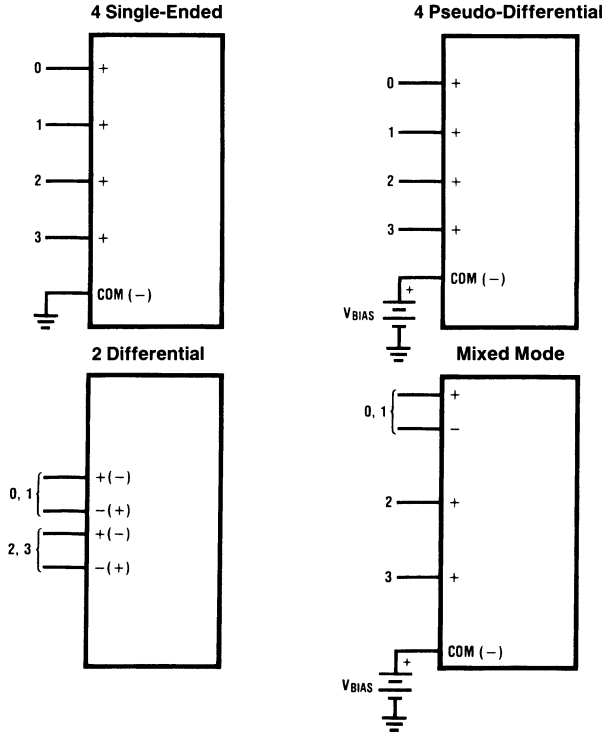 4 Single-Ended
0 +
1 +
2 +
3 +
COM (−)
4 Pseudo-Differential
0 +
1 +
2 +
3 +
COM (−)
+
VBIAS
2 Differential
0, 1
+(−)
−(+)
2, 3
+(−)
−(+)
Mixed Mode
0, 1
+
−
2 +
3 +
COM (−)
+
VBIAS